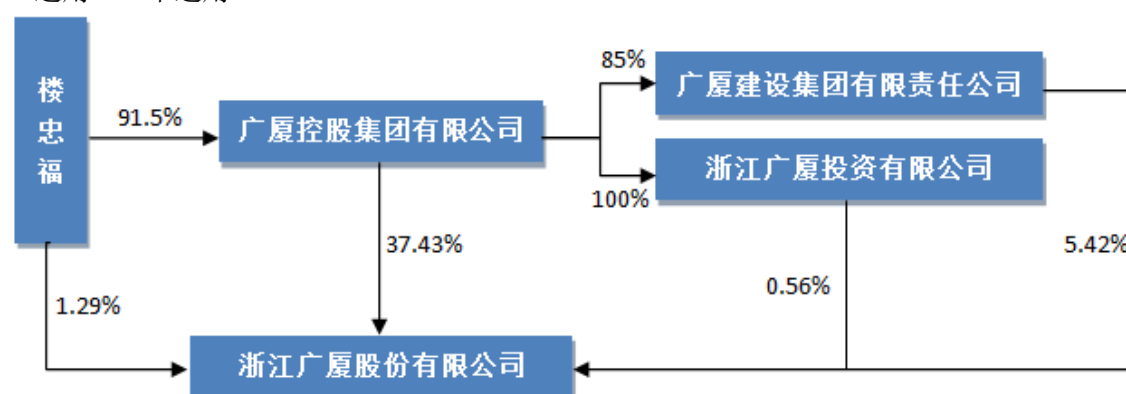 楼忠福
91.5%
广厦控股集团有限公司
85%
广厦建设集团有限责任公司
100%
浙江广厦投资有限公司
37.43%
5.42%
0.56%
1.29%
浙江广厦股份有限公司